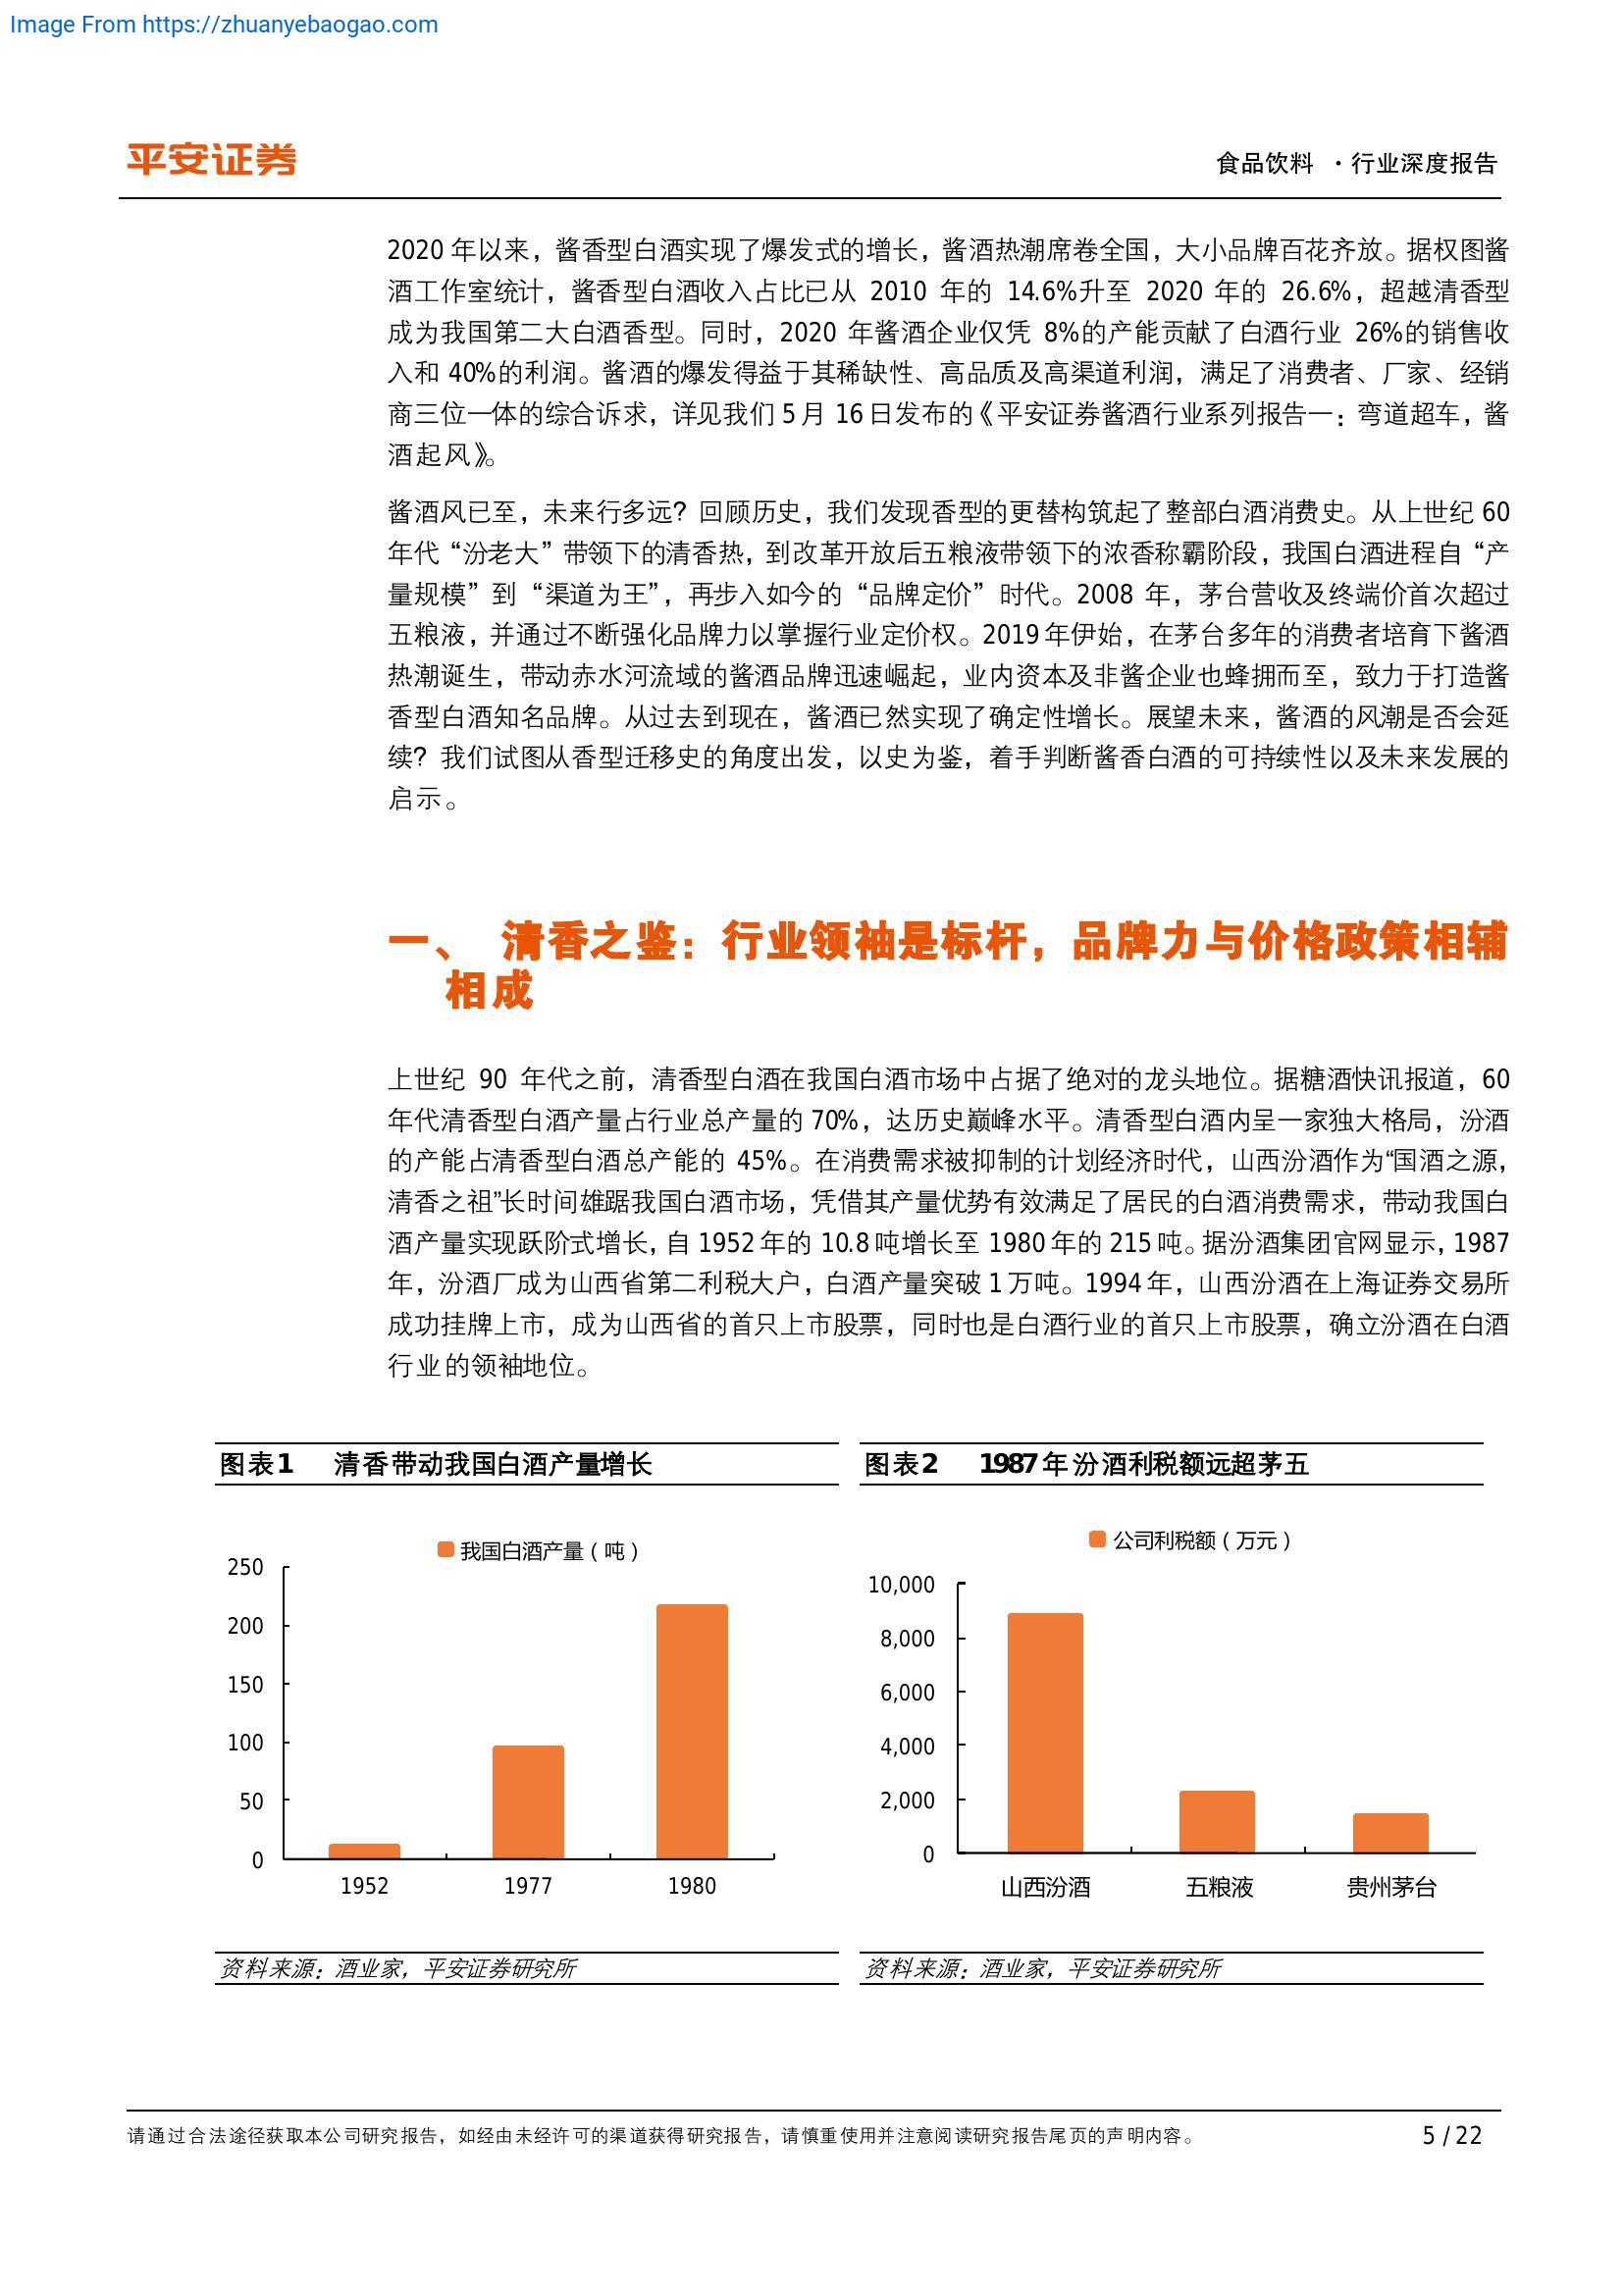 Image From https://zhuanyebaogao.com
平安证券
食品饮料 ·行业深度报告
2020 年以来，酱香型白酒实现了爆发式的增长，酱酒热潮席卷全国，大小品牌百花齐放。据权图酱
酒工作室统计，酱香型白酒收入占比已从 2010 年的 14.6%升至 2020 年的 26.6%，超越清香型
成为我国第二大白酒香型。同时，2020 年酱酒企业仅凭 8%的产能贡献了白酒行业 26%的销售收
入和 40%的利润。酱酒的爆发得益于其稀缺性、高品质及高渠道利润，满足了消费者、厂家、经销
商三位一体的综合诉求，详见我们 5 月 16 日发布的《平安证券酱酒行业系列报告一：弯道超车，酱
酒起风》。
酱酒风已至，未来行多远？回顾历史，我们发现香型的更替构筑起了整部白酒消费史。从上世纪 60
年代“汾老大”带领下的清香热，到改革开放后五粮液带领下的浓香称霸阶段，我国白酒进程自“产
量规模”到“渠道为王”，再步入如今的“品牌定价”时代。2008 年，茅台营收及终端价首次超过
五粮液，并通过不断强化品牌力以掌握行业定价权。2019 年伊始，在茅台多年的消费者培育下酱酒
热潮诞生，带动赤水河流域的酱酒品牌迅速崛起，业内资本及非酱企业也蜂拥而至，致力于打造酱
香型白酒知名品牌。从过去到现在，酱酒已然实现了确定性增长。展望未来，酱酒的风潮是否会延
续？我们试图从香型迁移史的角度出发，以史为鉴，着手判断酱香白酒的可持续性以及未来发展的
启示。
一、 清香之鉴：行业领袖是标杆，品牌力与价格政策相辅
相成
上世纪 90 年代之前，清香型白酒在我国白酒市场中占据了绝对的龙头地位。据糖酒快讯报道，60
年代清香型白酒产量占行业总产量的 70%，达历史巅峰水平。清香型白酒内呈一家独大格局，汾酒
的产能占清香型白酒总产能的 45%。在消费需求被抑制的计划经济时代，山西汾酒作为“国酒之源，
清香之祖”长时间雄踞我国白酒市场，凭借其产量优势有效满足了居民的白酒消费需求，带动我国白
酒产量实现跃阶式增长，自 1952 年的 10.8 吨增长至 1980 年的 215 吨。据汾酒集团官网显示，1987
年，汾酒厂成为山西省第二利税大户，白酒产量突破 1 万吨。1994 年，山西汾酒在上海证券交易所
成功挂牌上市，成为山西省的首只上市股票，同时也是白酒行业的首只上市股票，确立汾酒在白酒
行业的领袖地位。
图表1 清香带动我国白酒产量增长
我国白酒产量（吨）
250
200
150
100
50
0
1952 1977 1980
资料来源：酒业家，平安证券研究所
图表2 1987年汾酒利税额远超茅五
公司利税额（万元）
10,000
8,000
6,000
4,000
2,000
0
山西汾酒 五粮液 贵州茅台
资料来源：酒业家，平安证券研究所
请通过合法途径获取本公司研究报告，如经由未经许可的渠道获得研究报告，请慎重使用并注意阅读研究报告尾页的声明内容。
5 / 22